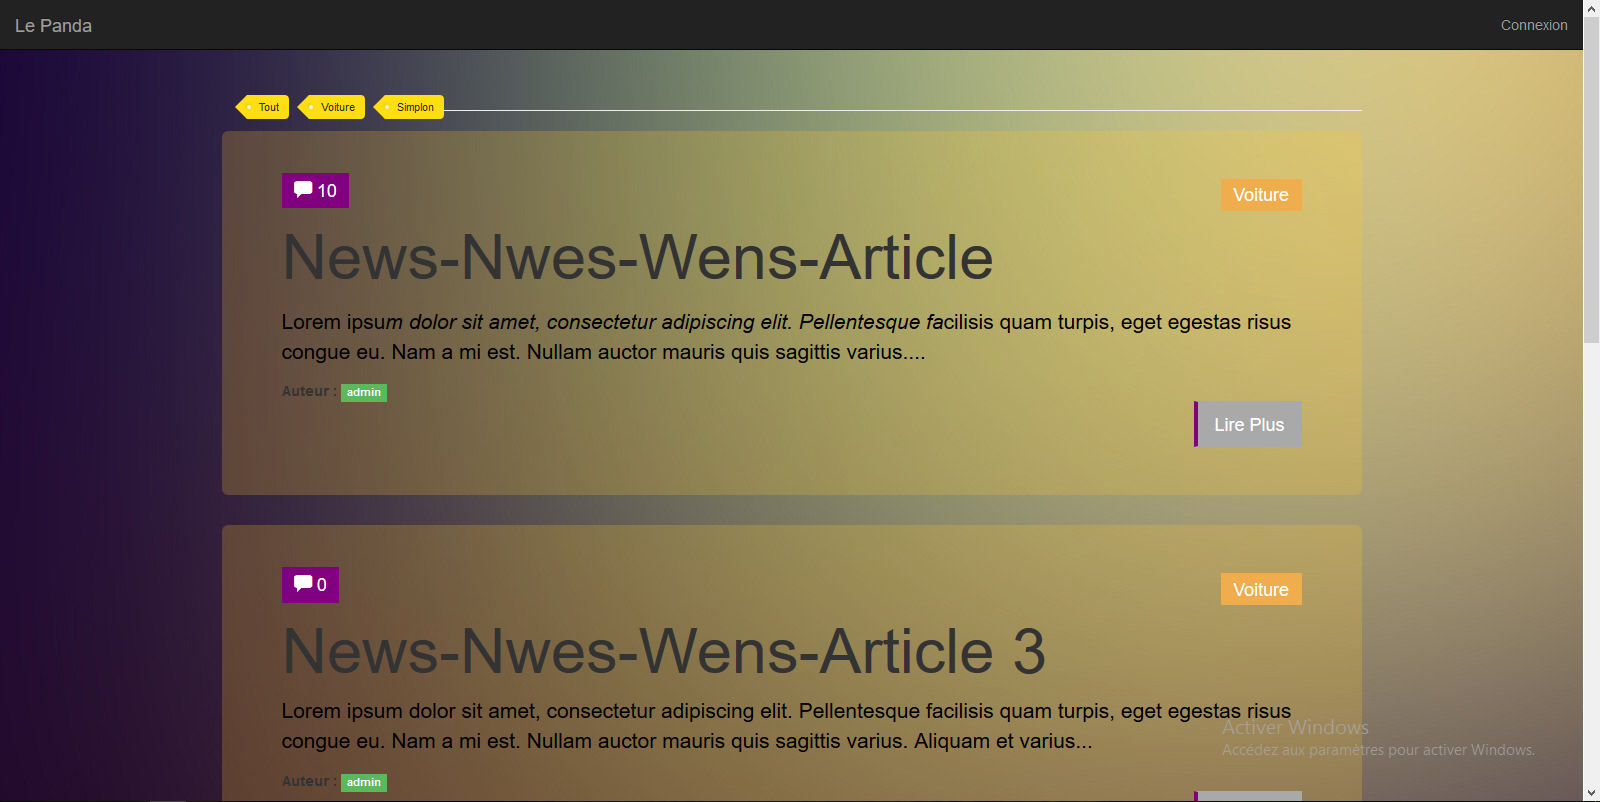 Le Panda
Connexion
Tout
Voiture
Simplon
10
Voiture
News-Nwes-Wens-Article
Lorem ipsum dolor sit amet, consectetur adipiscing elit. Pellentesque facilisis quam turpis, eget egestas risus
congue eu. Nam a mi est. Nullam auctor mauris quis sagittis varius....
Auteur : admin
Lire Plus
0
Voiture
News-Nwes-Wens-Article 3
Lorem ipsum dolor sit amet, consectetur adipiscing elit. Pellentesque facilisis quam turpis, eget egestas risus
congue eu. Nam a mi est. Nullam auctor mauris quis sagittis varius. Aliquam et varius...
Activer Windows
Accédez aux paramètres pour activer Windows.
Auteur : admin